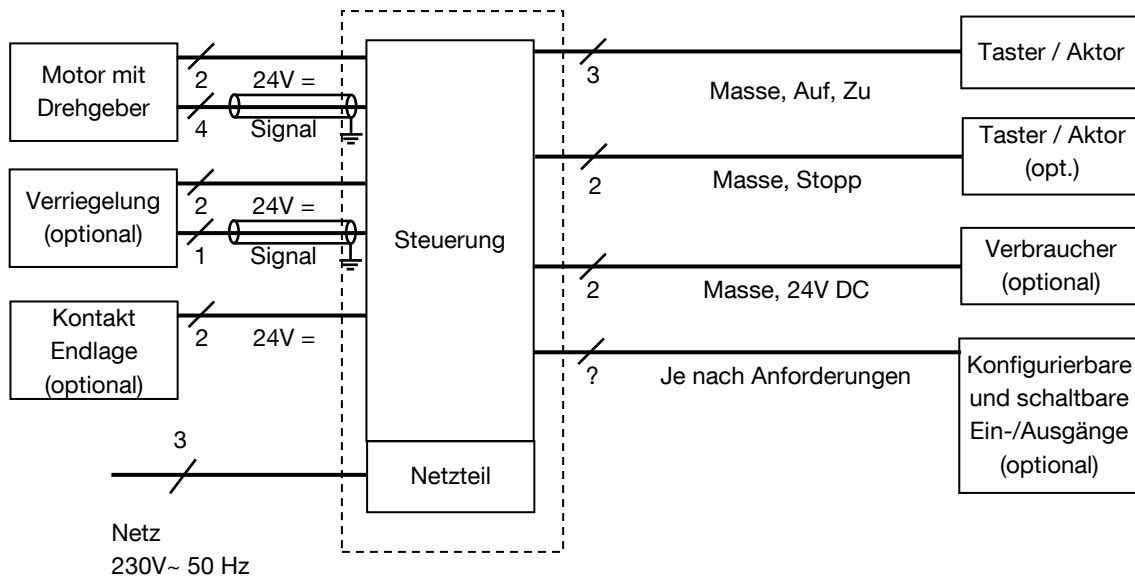 Motor mit
Drehgeber
2
24V =
4
Signal
Verriegelung
(optional)
2
24V =
1
Signal
Kontakt
Endlage
(optional)
2
24V =
3
Netz
230V~ 50 Hz
Steuerung
Netzteil
3
Masse, Auf, Zu
Taster / Aktor
2
Masse, Stopp
Taster / Aktor
(opt.)
2
Masse, 24V DC
Verbraucher
(optional)
?
Je nach Anforderungen
Konfigurierbare
und schaltbare
Ein-/Ausgänge
(optional)